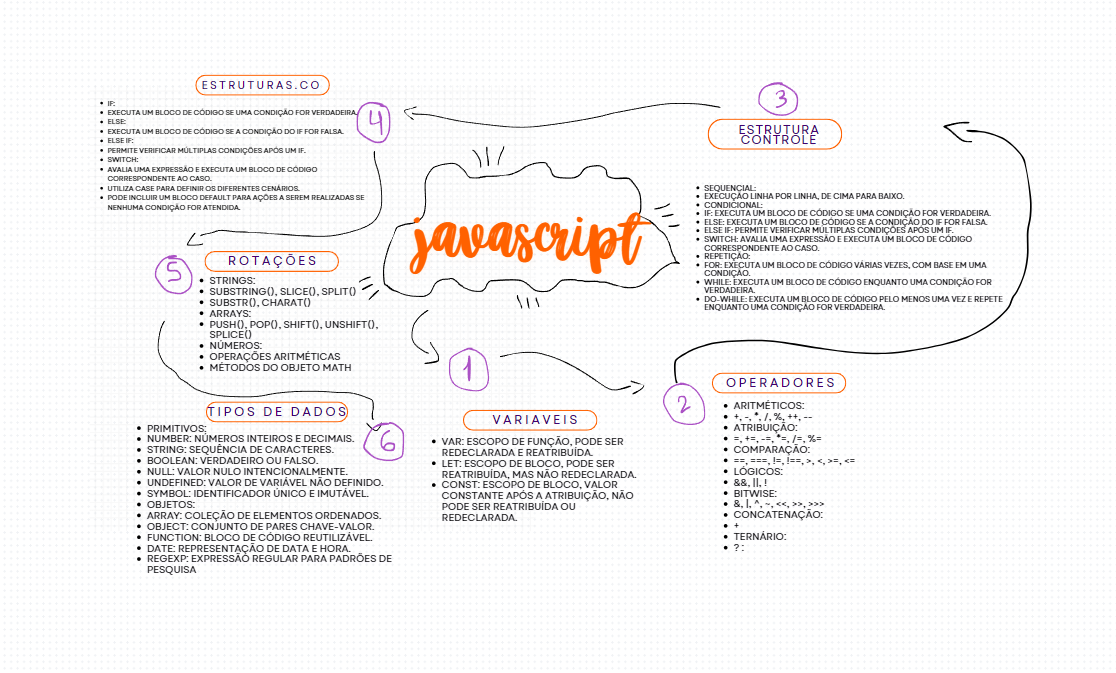 javascript
1
VARIAVEIS
VAR: ESCOPO DE FUNÇÃO, PODE SER
REDECLARADA E REATRIBUÍDA.
LET: ESCOPO DE BLOCO, PODE SER
REATRIBUÍDA, MAS NÃO REDECLARADA.
CONST: ESCOPO DE BLOCO, VALOR
CONSTANTE APÓS A ATRIBUIÇÃO, NÃO
PODE SER REATRIBUÍDA OU
REDECLARADA.
2
OPERADORES
ARITMÉTICOS:
+, -, *, /, %, ++, --
ATRIBUIÇÃO:
=, +=, -=, *=, /=, %=
COMPARAÇÃO:
==, ===, !=, !==, >, <, >=, <=
LÓGICOS:
&&, ||, !
BITWISE:
&, |, ^, ~, <<, >>, >>>
CONCATENAÇÃO:
+
TERNÁRIO:
? :
3
ESTRUTURA
CONTROLE
SEQUENCIAL:
EXECUÇÃO LINHA POR LINHA, DE CIMA PARA BAIXO.
CONDICIONAL:
IF: EXECUTA UM BLOCO DE CÓDIGO SE UMA CONDIÇÃO FOR VERDADEIRA.
ELSE: EXECUTA UM BLOCO DE CÓDIGO SE A CONDIÇÃO DO IF FOR FALSA.
ELSE IF: PERMITE VERIFICAR MÚLTIPLAS CONDIÇÕES APÓS UM IF.
SWITCH: AVALIA UMA EXPRESSÃO E EXECUTA UM BLOCO DE CÓDIGO
CORRESPONDENTE AO CASO.
REPETIÇÃO:
FOR: EXECUTA UM BLOCO DE CÓDIGO VÁRIAS VEZES, COM BASE EM UMA
CONDIÇÃO.
WHILE: EXECUTA UM BLOCO DE CÓDIGO ENQUANTO UMA CONDIÇÃO FOR
VERDADEIRA.
DO-WHILE: EXECUTA UM BLOCO DE CÓDIGO PELO MENOS UMA VEZ E REPETE
ENQUANTO UMA CONDIÇÃO FOR VERDADEIRA.
4
ESTRUTURAS.CO
IF:
EXECUTA UM BLOCO DE CÓDIGO SE UMA CONDIÇÃO FOR VERDADEIRA.
ELSE:
EXECUTA UM BLOCO DE CÓDIGO SE A CONDIÇÃO DO IF FOR FALSA.
ELSE IF:
PERMITE VERIFICAR MÚLTIPLAS CONDIÇÕES APÓS UM IF.
SWITCH:
AVALIA UMA EXPRESSÃO E EXECUTA UM BLOCO DE CÓDIGO
CORRESPONDENTE AO CASO.
UTILIZA CASE PARA DEFINIR OS DIFERENTES CENÁRIOS.
PODE INCLUIR UM BLOCO DEFAULT PARA AÇÕES A SEREM REALIZADAS SE
NENHUMA CONDIÇÃO FOR ATENDIDA.
5
ROTAÇÕES
STRINGS:
SUBSTRING(), SLICE(), SPLIT()
SUBSTR(), CHARAT()
ARRAYS:
PUSH(), POP(), SHIFT(), UNSHIFT(),
SPLICE()
NÚMEROS:
OPERAÇÕES ARITMÉTICAS
MÉTODOS DO OBJETO MATH
6
TIPOS DE DADOS
PRIMITIVOS:
NUMBER: NÚMEROS INTEIROS E DECIMAIS.
STRING: SEQUÊNCIA DE CARACTERES.
BOOLEAN: VERDADEIRO OU FALSO.
NULL: VALOR NULO INTENCIONALMENTE.
UNDEFINED: VALOR DE VARIÁVEL NÃO DEFINIDO.
SYMBOL: IDENTIFICADOR ÚNICO E IMUTÁVEL.
OBJETOS:
ARRAY: COLEÇÃO DE ELEMENTOS ORDENADOS.
OBJECT: CONJUNTO DE PARES CHAVE-VALOR.
FUNCTION: BLOCO DE CÓDIGO REUTILIZÁVEL.
DATE: REPRESENTAÇÃO DE DATA E HORA.
REGEXP: EXPRESSÃO REGULAR PARA PADRÕES DE
PESQUISA